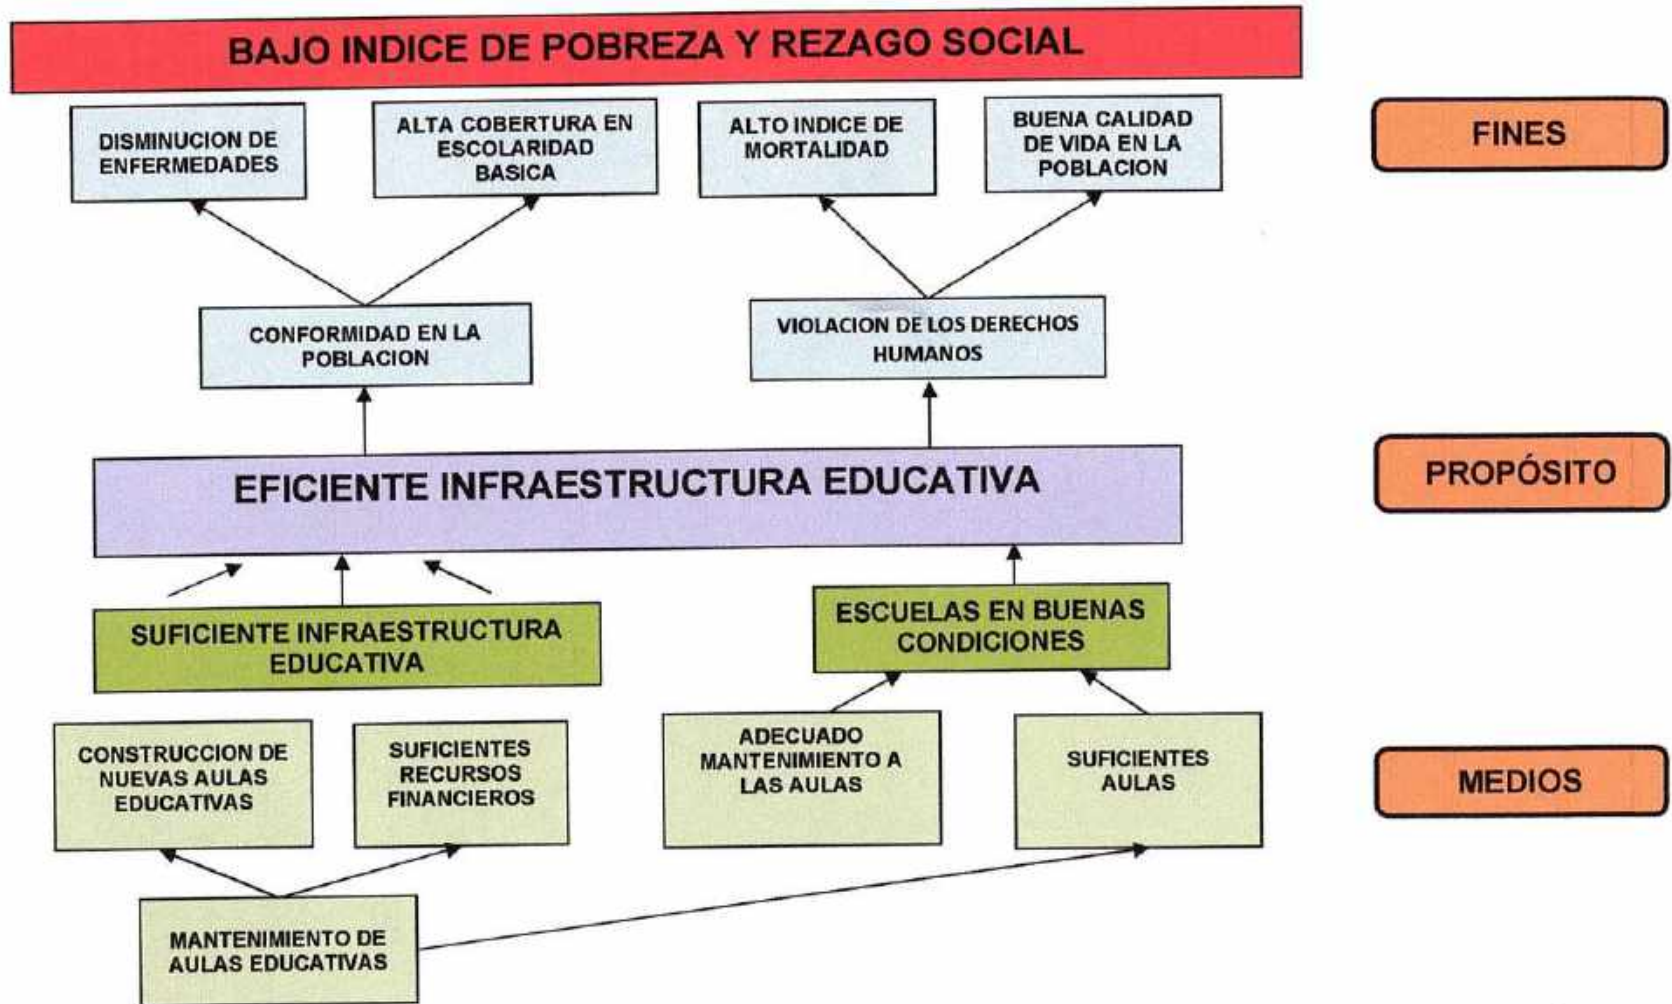 BAJO INDICE DE POBREZA Y REZAGO SOCIAL
DISMINUCION DE
ENFERMEDADES
ALTA COBERTURA EN
ESCOLARIDAD
BASICA
ALTO INDICE DE
MORTALIDAD
BUENA CALIDAD
DE VIDA EN LA
POBLACION
FINES
CONFORMIDAD EN LA
POBLACION
VIOLACION DE LOS DERECHOS
HUMANOS
EFICIENTE INFRAESTRUCTURA EDUCATIVA
PROPÓSITO
SUFICIENTE INFRAESTRUCTURA
EDUCATIVA
ESCUELAS EN BUENAS
CONDICIONES
CONSTRUCCION DE
NUEVAS AULAS
EDUCATIVAS
SUFICIENTES
RECURSOS
FINANCIEROS
ADECUADO
MANTENIMIENTO A
LAS AULAS
SUFICIENTES
AULAS
MEDIOS
MANTENIMIENTO DE
AULAS EDUCATIVAS